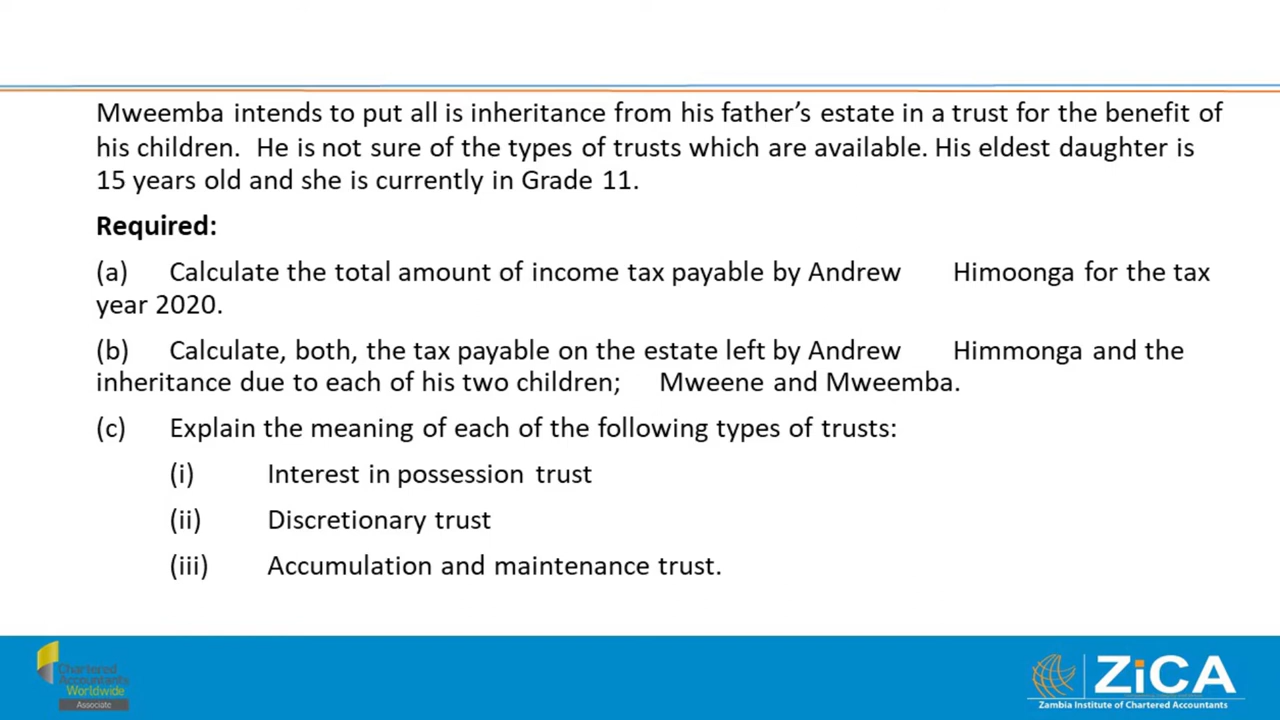 Mweemba intends to put all is inheritance from his father's estate in a trust for the benefit of
his children. He is not sure of the types of trusts which are available. His eldest daughter is
15 years old and she is currently in Grade 11.
Required:
(a) Calculate the total amount of income tax payable by Andrew Himoonga for the tax
year 2020.
(b) Calculate, both, the tax payable on the estate left by Andrew Himmonga and the
inheritance due to each of his two children; Mweene and Mweemba.
(c) Explain the meaning of each of the following types of trusts:
(i) Interest in possession trust
(ii) Discretionary trust
(iii) Accumulation and maintenance trust.
Chartered
Accountants
Worldwide
Associate
ZiCA
Zambia Institute of Chartered Accountants